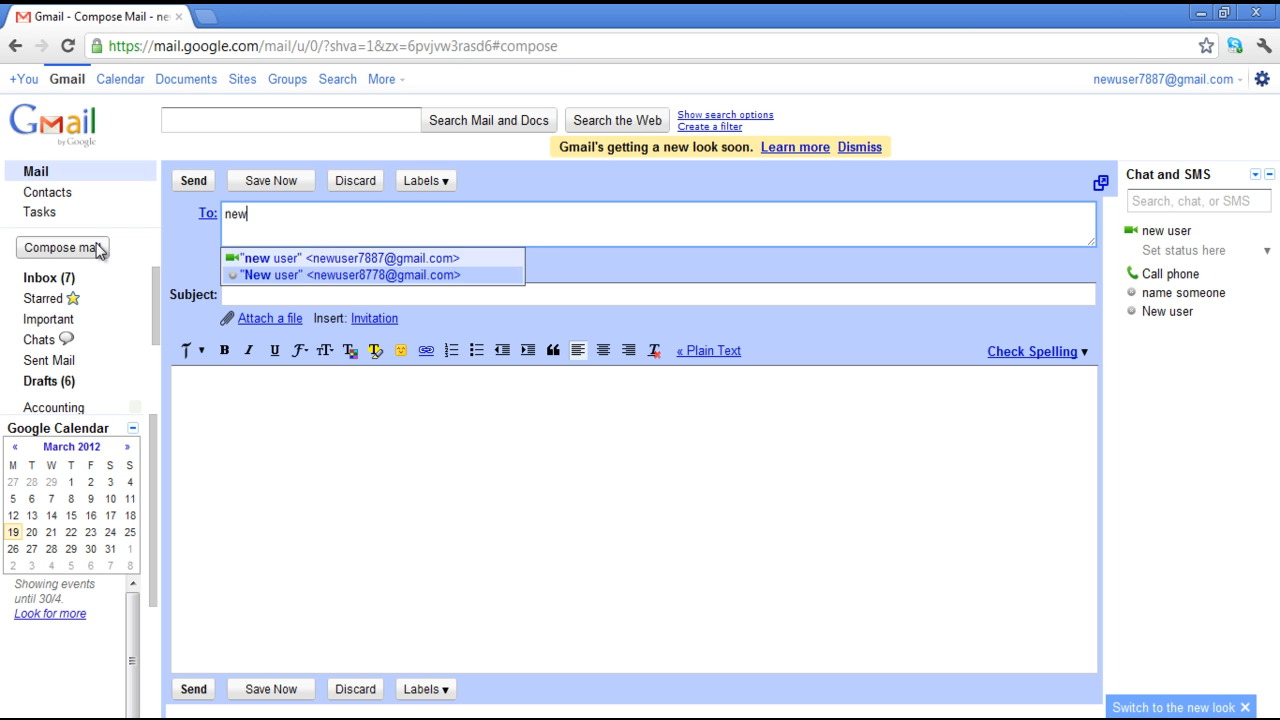 Gmail - Compose Mail - ne
https://mail.google.com/mail/u/0/?shva=1&zx=6pvjvw3rasd6#compose
+You Gmail Calendar Documents Sites Groups Search More
newuser7887@gmail.com
Gmail
by Google
Search Mail and Docs
Search the Web
Show search options
Create a filter
Gmail's getting a new look soon. Learn more Dismiss
Mail
Contacts
Tasks
Compose mai
Inbox (7)
Starred
Important
Chats
Sent Mail
Drafts (6)
Accounting
Google Calendar
« March 2012 »
M T W T F S S
27 28 29 1 2 3 4
5 6 7 8 9 10 11
12 13 14 15 16 17 18
19 20 21 22 23 24 25
26 27 28 29 30 31 1
2 3 4 5 6 7 8
Showing events
until 30/4.
Look for more
Send Save Now Discard Labels ▾
To: new
"new user" <newuser7887@gmail.com>
"New user" <newuser8778@gmail.com>
Subject:
Attach a file Insert: Invitation
B I U « Plain Text Check Spelling ▾
Send Save Now Discard Labels ▾
Chat and SMS
Search, chat, or SMS
new user
Set status here
Call phone
name someone
New user
Switch to the new look